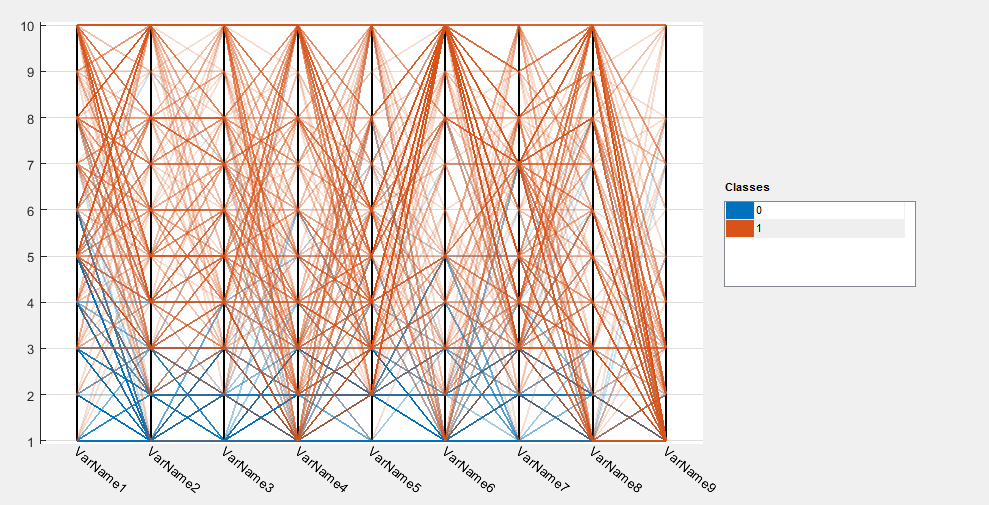 10
9
8
7
6
5
4
3
2
1
VarName1
VarName2
VarName3
VarName4
VarName5
VarName6
VarName7
VarName8
VarName9
Classes
0
1